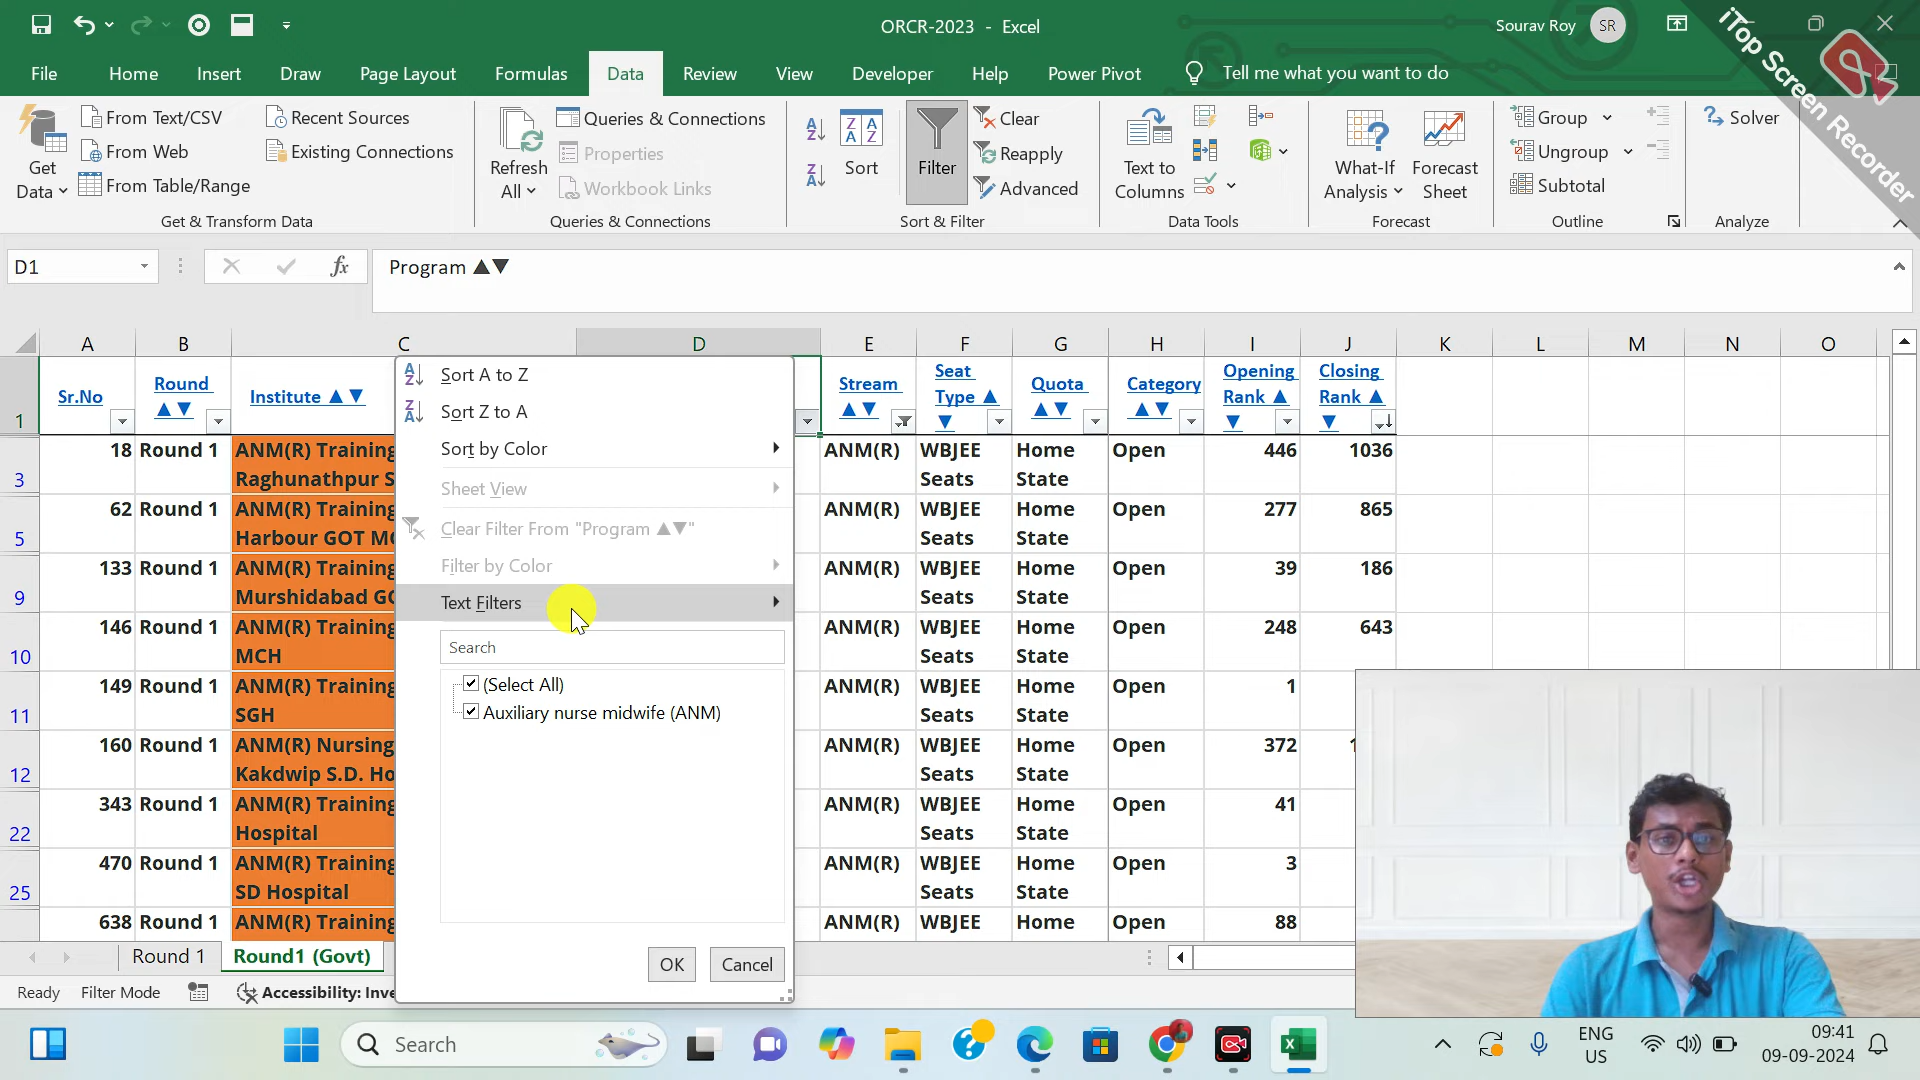 ORCR-2023 - Excel
Sourav Roy SR
iTop Screen Recorder
File Home Insert Draw Page Layout Formulas Data Review View Developer Help Power Pivot Tell me what you want to do
Get Data
From Text/CSV
From Web
From Table/Range
Recent Sources
Existing Connections
Get & Transform Data
Refresh All
Queries & Connections
Properties
Workbook Links
Queries & Connections
Sort
Filter
Clear
Reapply
Advanced
Sort & Filter
Text to Columns
Data Tools
What-If Analysis
Forecast Sheet
Forecast
Group
Ungroup
Subtotal
Outline
Solver
Analyze
D1
fx
Program ▲▼
A B C D E F G H I J K L M N O
1 Sr.No Round ▲▼ Institute ▲▼ Stream ▲▼ Seat Type ▲▼ Quota ▲▼ Category ▲▼ Opening Rank ▲▼ Closing Rank ▲▼
Sort A to Z
Sort Z to A
Sort by Color
Sheet View
Clear Filter From "Program ▲▼"
Filter by Color
Text Filters
Search
(Select All)
Auxiliary nurse midwife (ANM)
OK Cancel
18 Round 1 ANM(R) Training ANM(R) WBJEE Home Open 446 1036
3 Raghunathpur S Seats State
62 Round 1 ANM(R) Training ANM(R) WBJEE Home Open 277 865
5 Harbour GOT MC Seats State
133 Round 1 ANM(R) Training ANM(R) WBJEE Home Open 39 186
9 Murshidabad GO Seats State
146 Round 1 ANM(R) Training ANM(R) WBJEE Home Open 248 643
10 MCH Seats State
149 Round 1 ANM(R) Training ANM(R) WBJEE Home Open 1
11 SGH Seats State
160 Round 1 ANM(R) Nursing ANM(R) WBJEE Home Open 372 1
12 Kakdwip S.D. Ho Seats State
343 Round 1 ANM(R) Training ANM(R) WBJEE Home Open 41
22 Hospital Seats State
470 Round 1 ANM(R) Training ANM(R) WBJEE Home Open 3
25 SD Hospital Seats State
638 Round 1 ANM(R) Training ANM(R) WBJEE Home Open 88
Round 1 Round1 (Govt)
Ready Filter Mode Accessibility: Inve
Search
ENG
US
09:41
09-09-2024